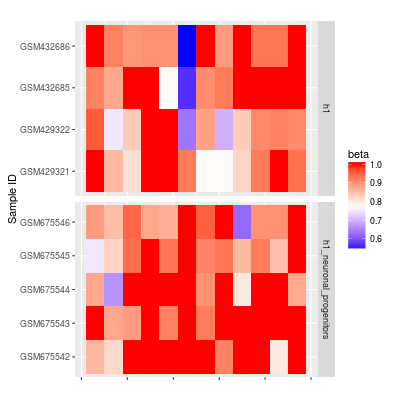 Sample ID
GSM432686
GSM432685
GSM429322
GSM429321
h1
GSM675546
GSM675545
GSM675544
GSM675543
GSM675542
h1_neuronal_progenitors
beta
1.0
0.9
0.8
0.7
0.6